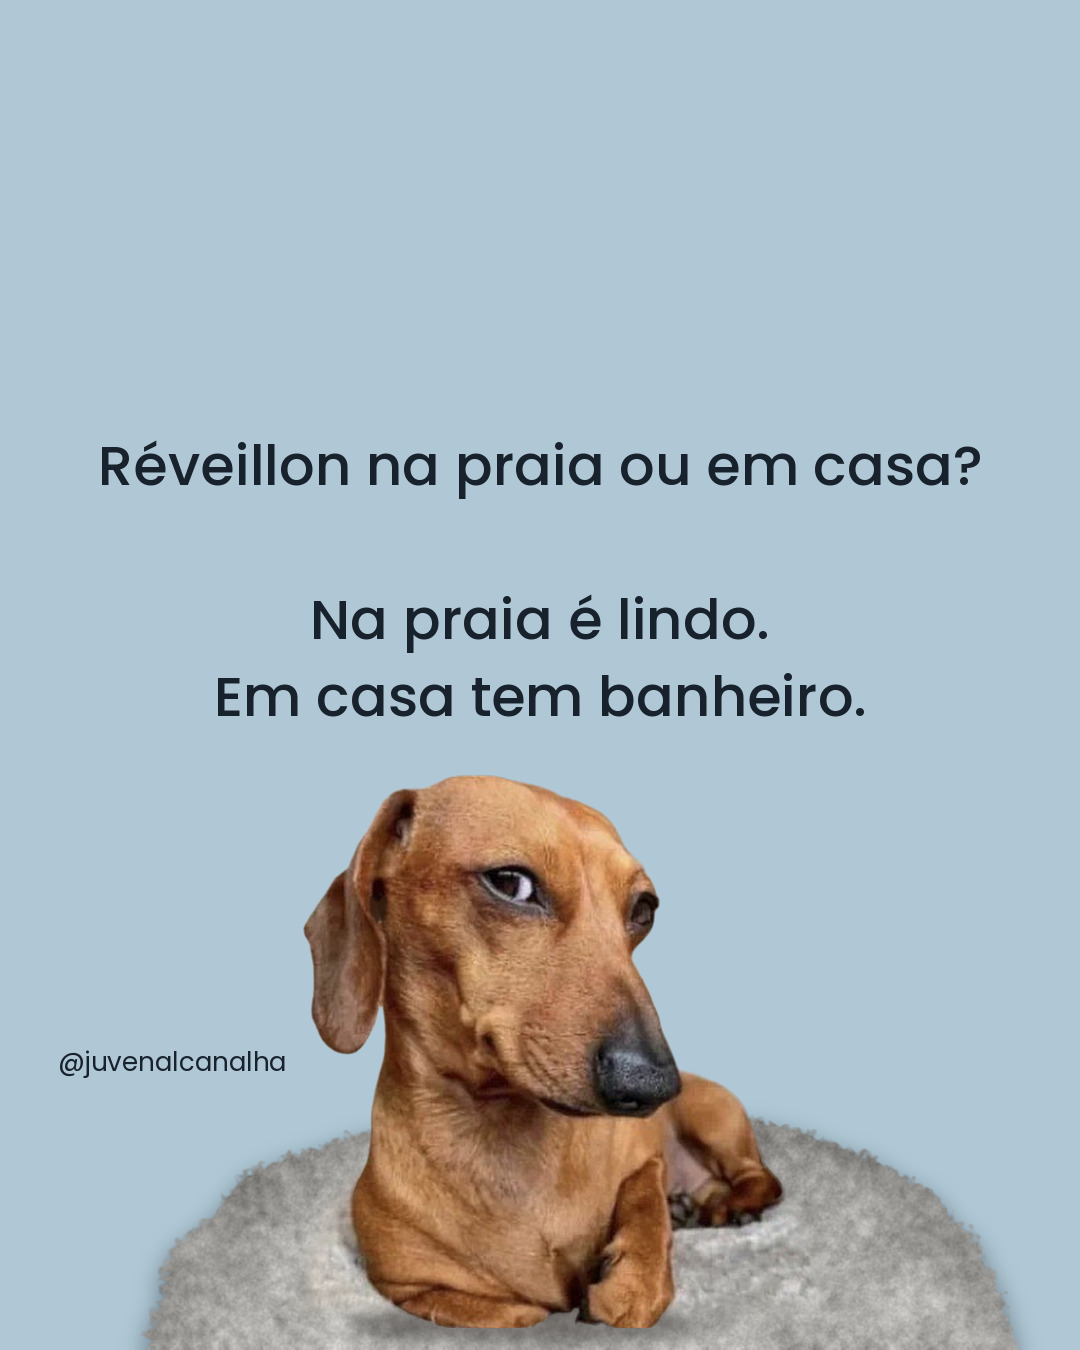 Réveillon na praia ou em casa?
Na praia é lindo.
Em casa tem banheiro.
@juvenalcanalha